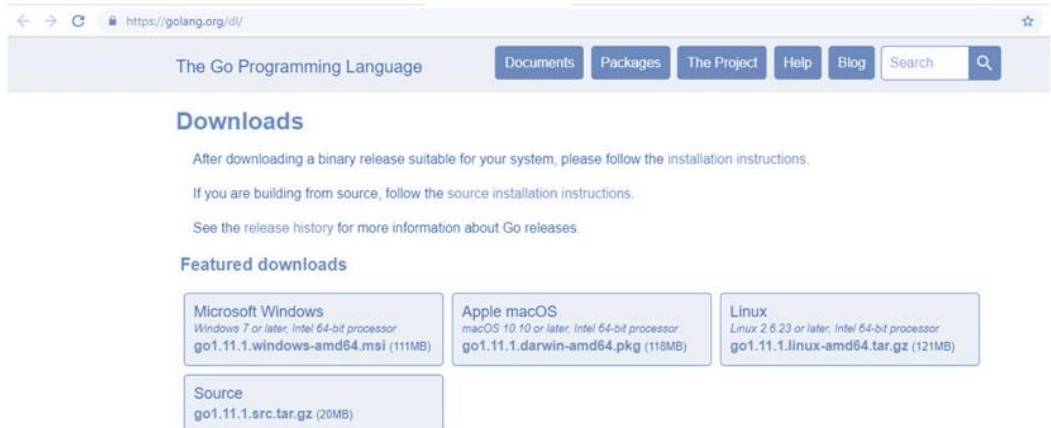 https://golang.org/dl/
The Go Programming Language
Documents
Packages
The Project
Help
Blog
Search
Downloads
After downloading a binary release suitable for your system, please follow the installation instructions.
If you are building from source, follow the source installation instructions.
See the release history for more information about Go releases.
Featured downloads
Microsoft Windows
Windows 7 or later, Intel 64-bit processor
go1.11.1.windows-amd64.msi (111MB)
Apple macOS
macOS 10.10 or later, Intel 64-bit processor
go1.11.1.darwin-amd64.pkg (118MB)
Linux
Linux 2.6.23 or later, Intel 64-bit processor
go1.11.1.linux-amd64.tar.gz (121MB)
Source
go1.11.1.src.tar.gz (20MB)